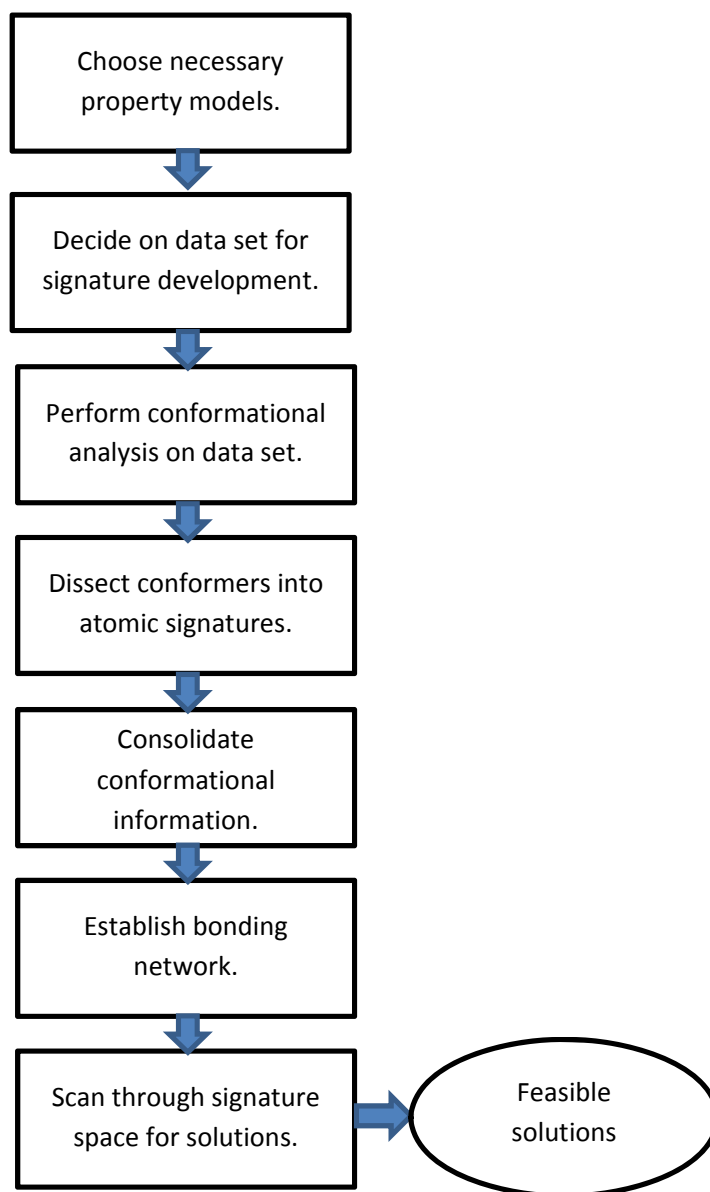 Choose necessary
property models.
Decide on data set for
signature development.
Perform conformational
analysis on data set.
Dissect conformers into
atomic signatures.
Consolidate
conformational
information.
Establish bonding
network.
Scan through signature
space for solutions.
Feasible
solutions